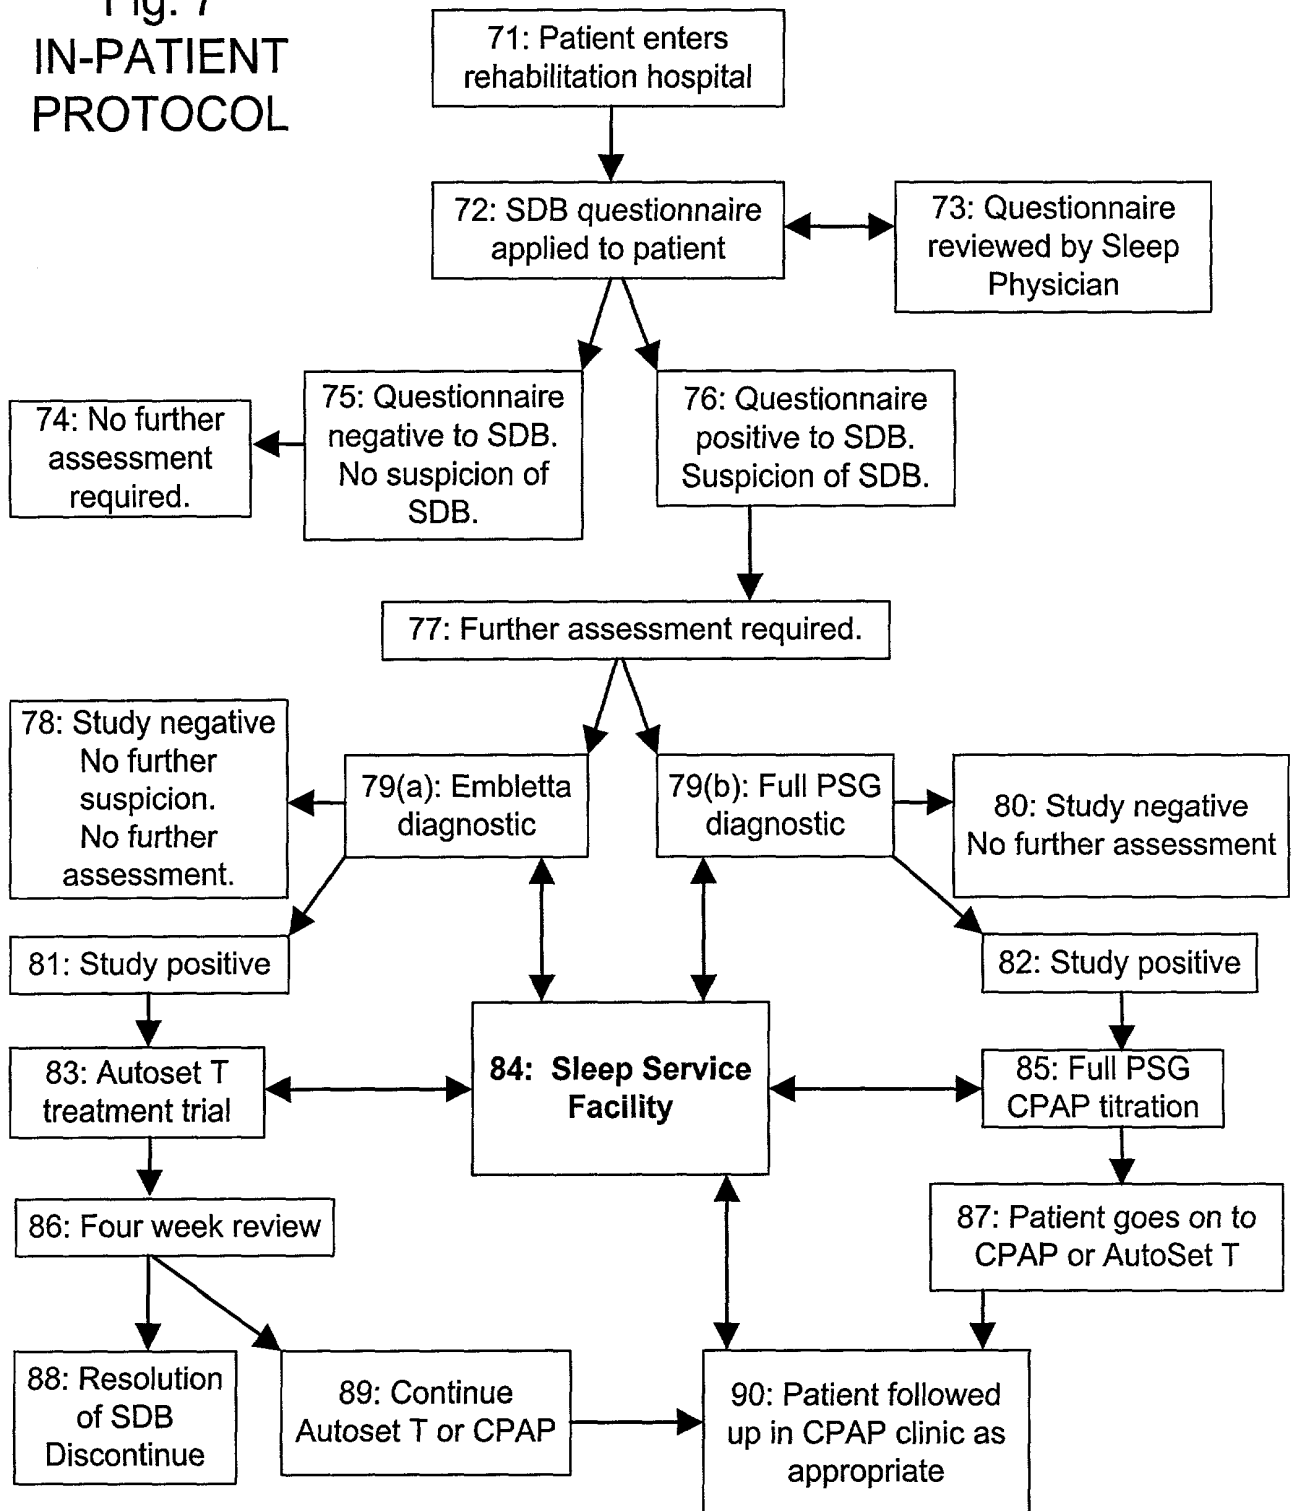 Fig. 7
IN-PATIENT
PROTOCOL
71: Patient enters
rehabilitation hospital
72: SDB questionnaire
applied to patient
73: Questionnaire
reviewed by Sleep
Physician
74: No further
assessment
required.
75: Questionnaire
negative to SDB.
No suspicion of
SDB.
76: Questionnaire
positive to SDB.
Suspicion of SDB.
77: Further assessment required.
78: Study negative
No further
suspicion.
No further
assessment.
79(a): Embletta
diagnostic
79(b): Full PSG
diagnostic
80: Study negative
No further assessment
81: Study positive
82: Study positive
83: Autoset T
treatment trial
84: Sleep Service
Facility
85: Full PSG
CPAP titration
86: Four week review
87: Patient goes on to
CPAP or AutoSet T
88: Resolution
of SDB
Discontinue
89: Continue
Autoset T or CPAP
90: Patient followed
up in CPAP clinic as
appropriate